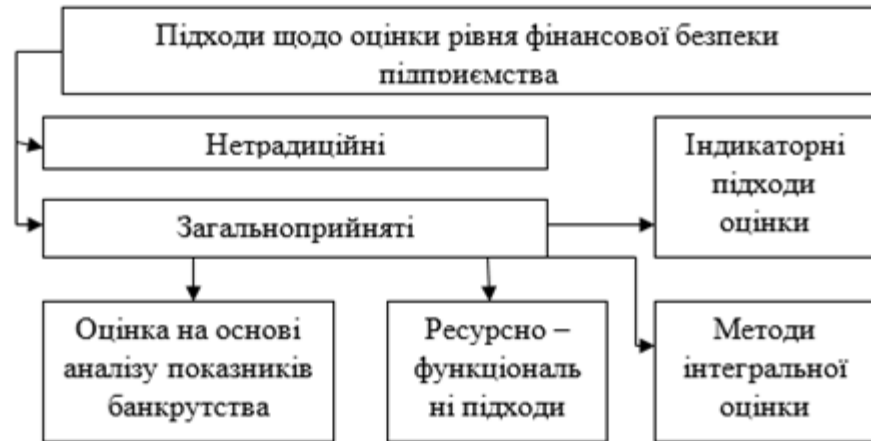 Підходи щодо оцінки рівня фінансової безпеки
підприємства
Нетрадиційні
Індикаторні
підходи
оцінки
Загальноприйняті
Оцінка на основі
аналізу показників
банкрутства
Ресурсно –
функціональ
ні підходи
Методи
інтегральної
оцінки